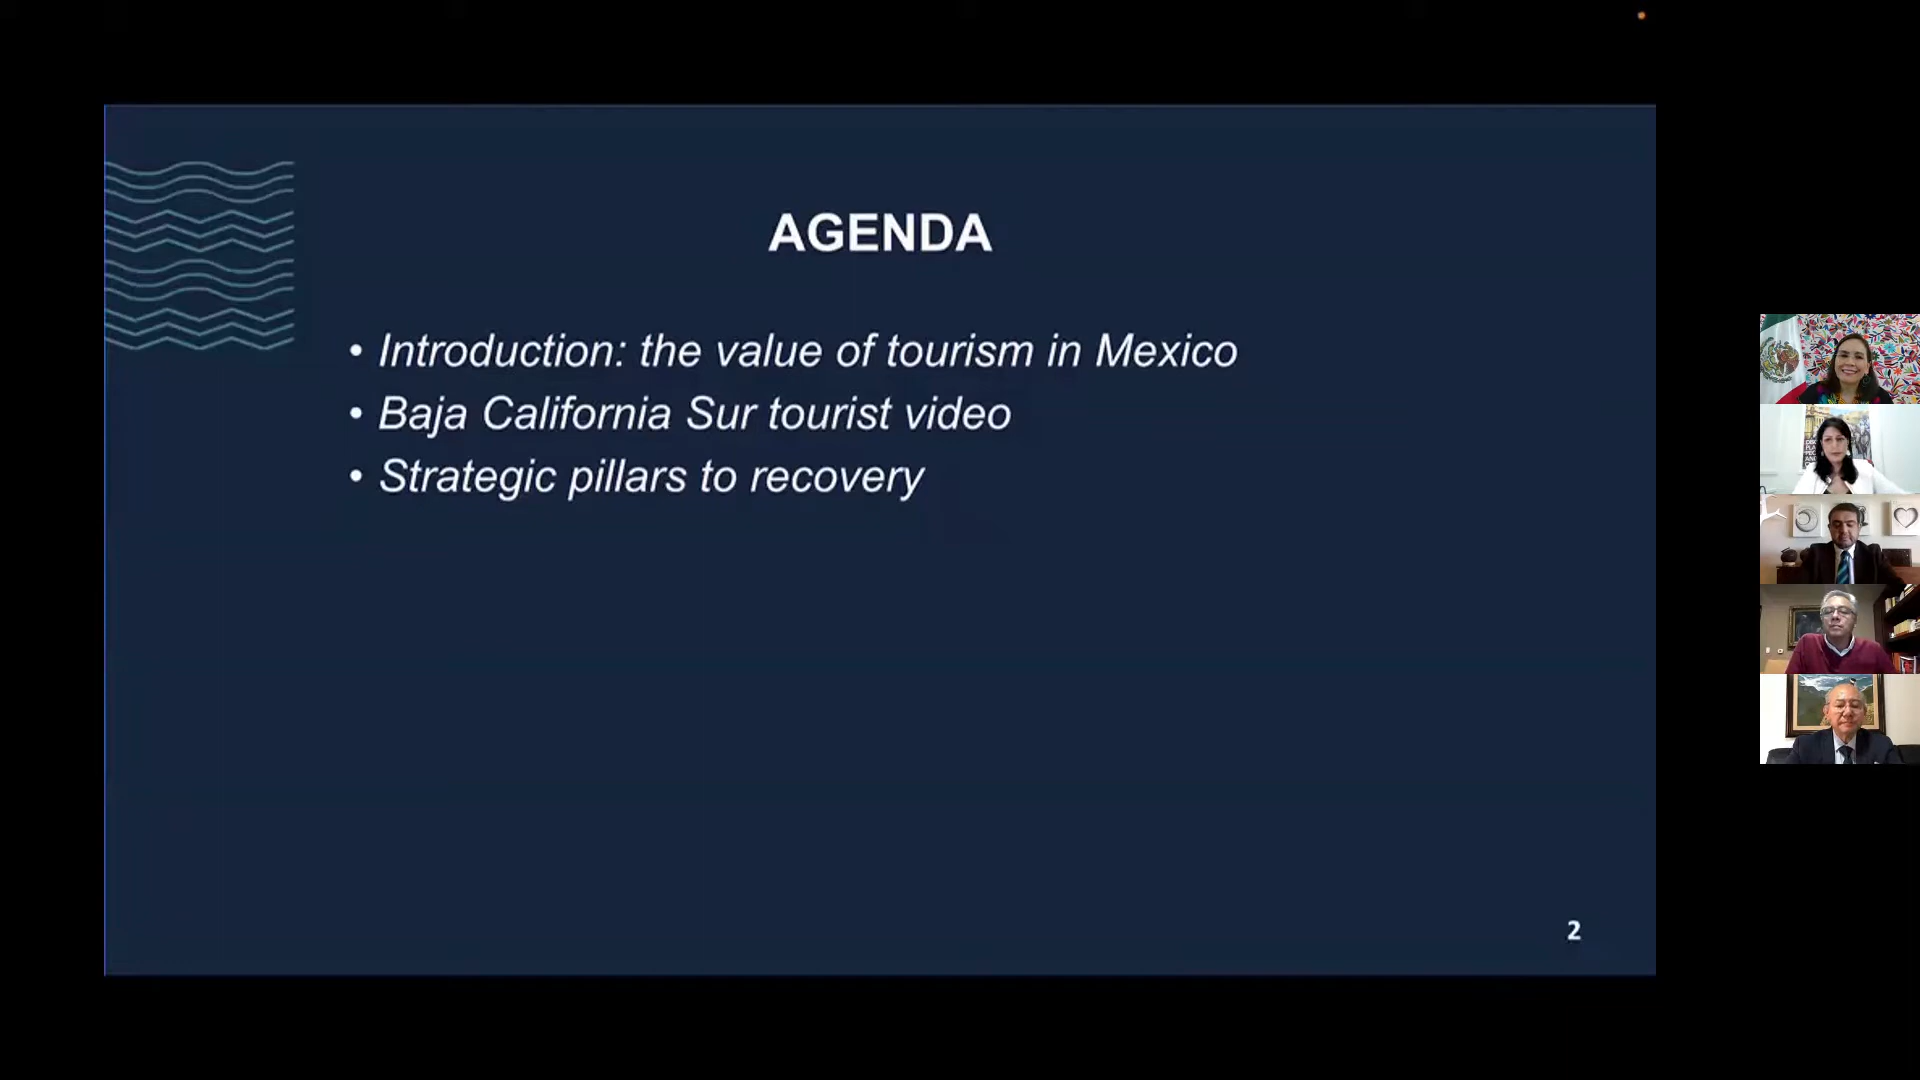 AGENDA
• Introduction: the value of tourism in Mexico
• Baja California Sur tourist video
• Strategic pillars to recovery
2